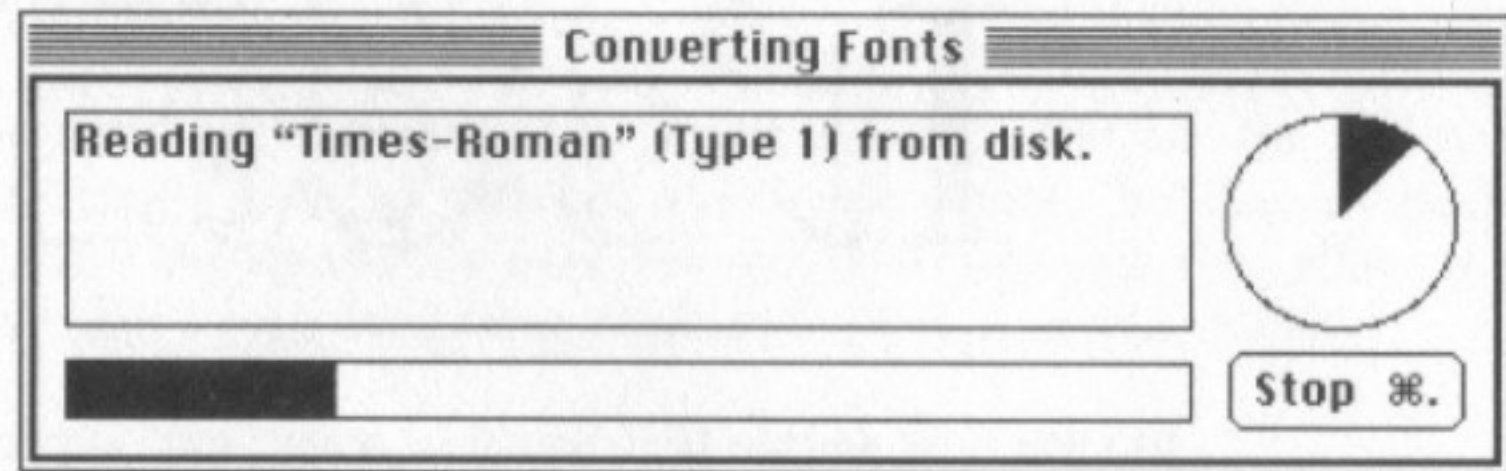 Converting Fonts
Reading “Times-Roman” (Type 1) from disk.
Stop ⌘.